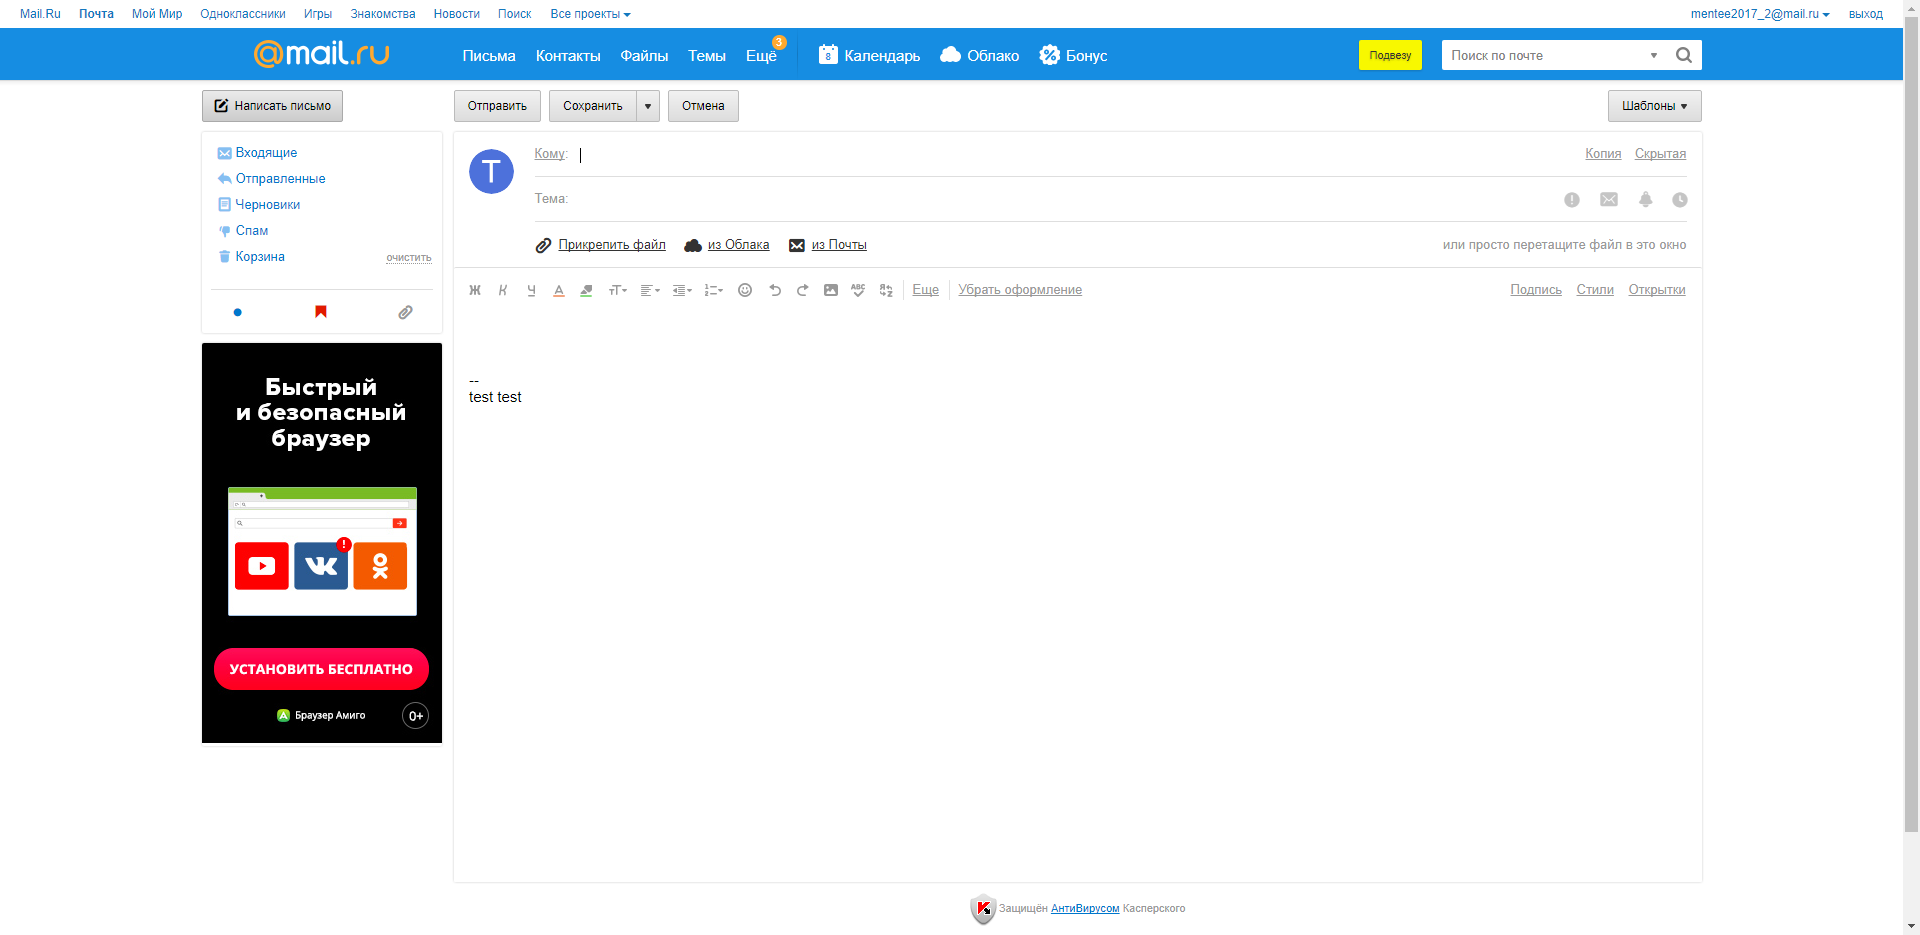 Mail.Ru Почта Мой Мир Одноклассники Игры Знакомства Новости Поиск Все проекты mentee2017_2@mail.ru выход
@mail.ru Письма Контакты Файлы Темы Ещё 3 8 Календарь Облако Бонус Подвезу Поиск по почте
Написать письмо Отправить Сохранить Отмена Шаблоны
Входящие
Отправленные
Черновики
Спам
Корзина очистить
Т
Кому: Копия Скрытая
Тема:
Прикрепить файл из Облака из Почты или просто перетащите файл в это окно
Ж К Ч А тТ ABC Еще Убрать оформление Подпись Стили Открытки
--
test test
Быстрый
и безопасный
браузер
УСТАНОВИТЬ БЕСПЛАТНО
Браузер Амиго 0+
Защищён АнтиВирусом Касперского